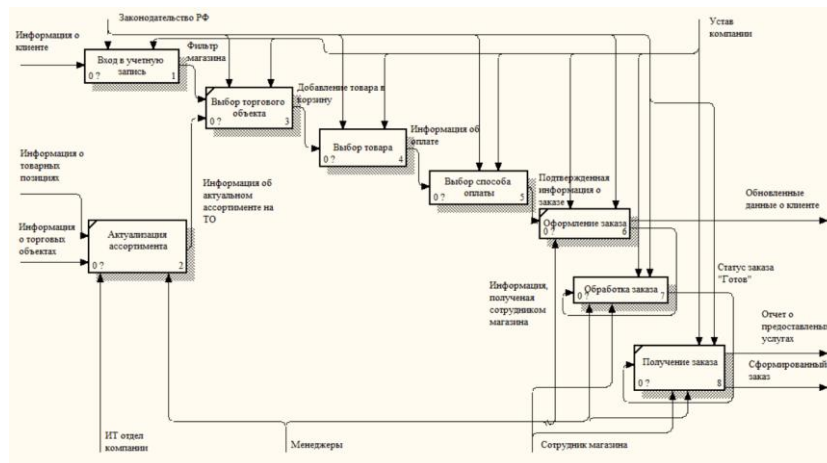 Законодательство РФ
Устав
компании
Информация о
клиенте
Фильтр
магазина
Вход в учетную
запись
0 ?
1
Выбор торгового
объекта
0 ?
3
Добавление товара в
корзину
Выбор товара
0 ?
4
Информация об
оплате
Выбор способа
оплаты
0 ?
5
Информация о
товарных
позициях
Информация
о торговых
объектах
Актуализация
ассортимента
0 ?
2
Информация об
актуальном
ассортименте на
ТО
Подтвержденная
информация о
заказе
Оформление заказа
0 ?
6
Обновленные
данные о клиенте
Информация,
полученая
сотрудником
магазина
Обработка заказа
0 ?
7
Статус заказа
"Готов"
Получение заказа
0 ?
8
Отчет о
предоставлены
услугах
Сформированный
заказ
ИТ отдел
компании
Менеджеры
Сотрудник магазина